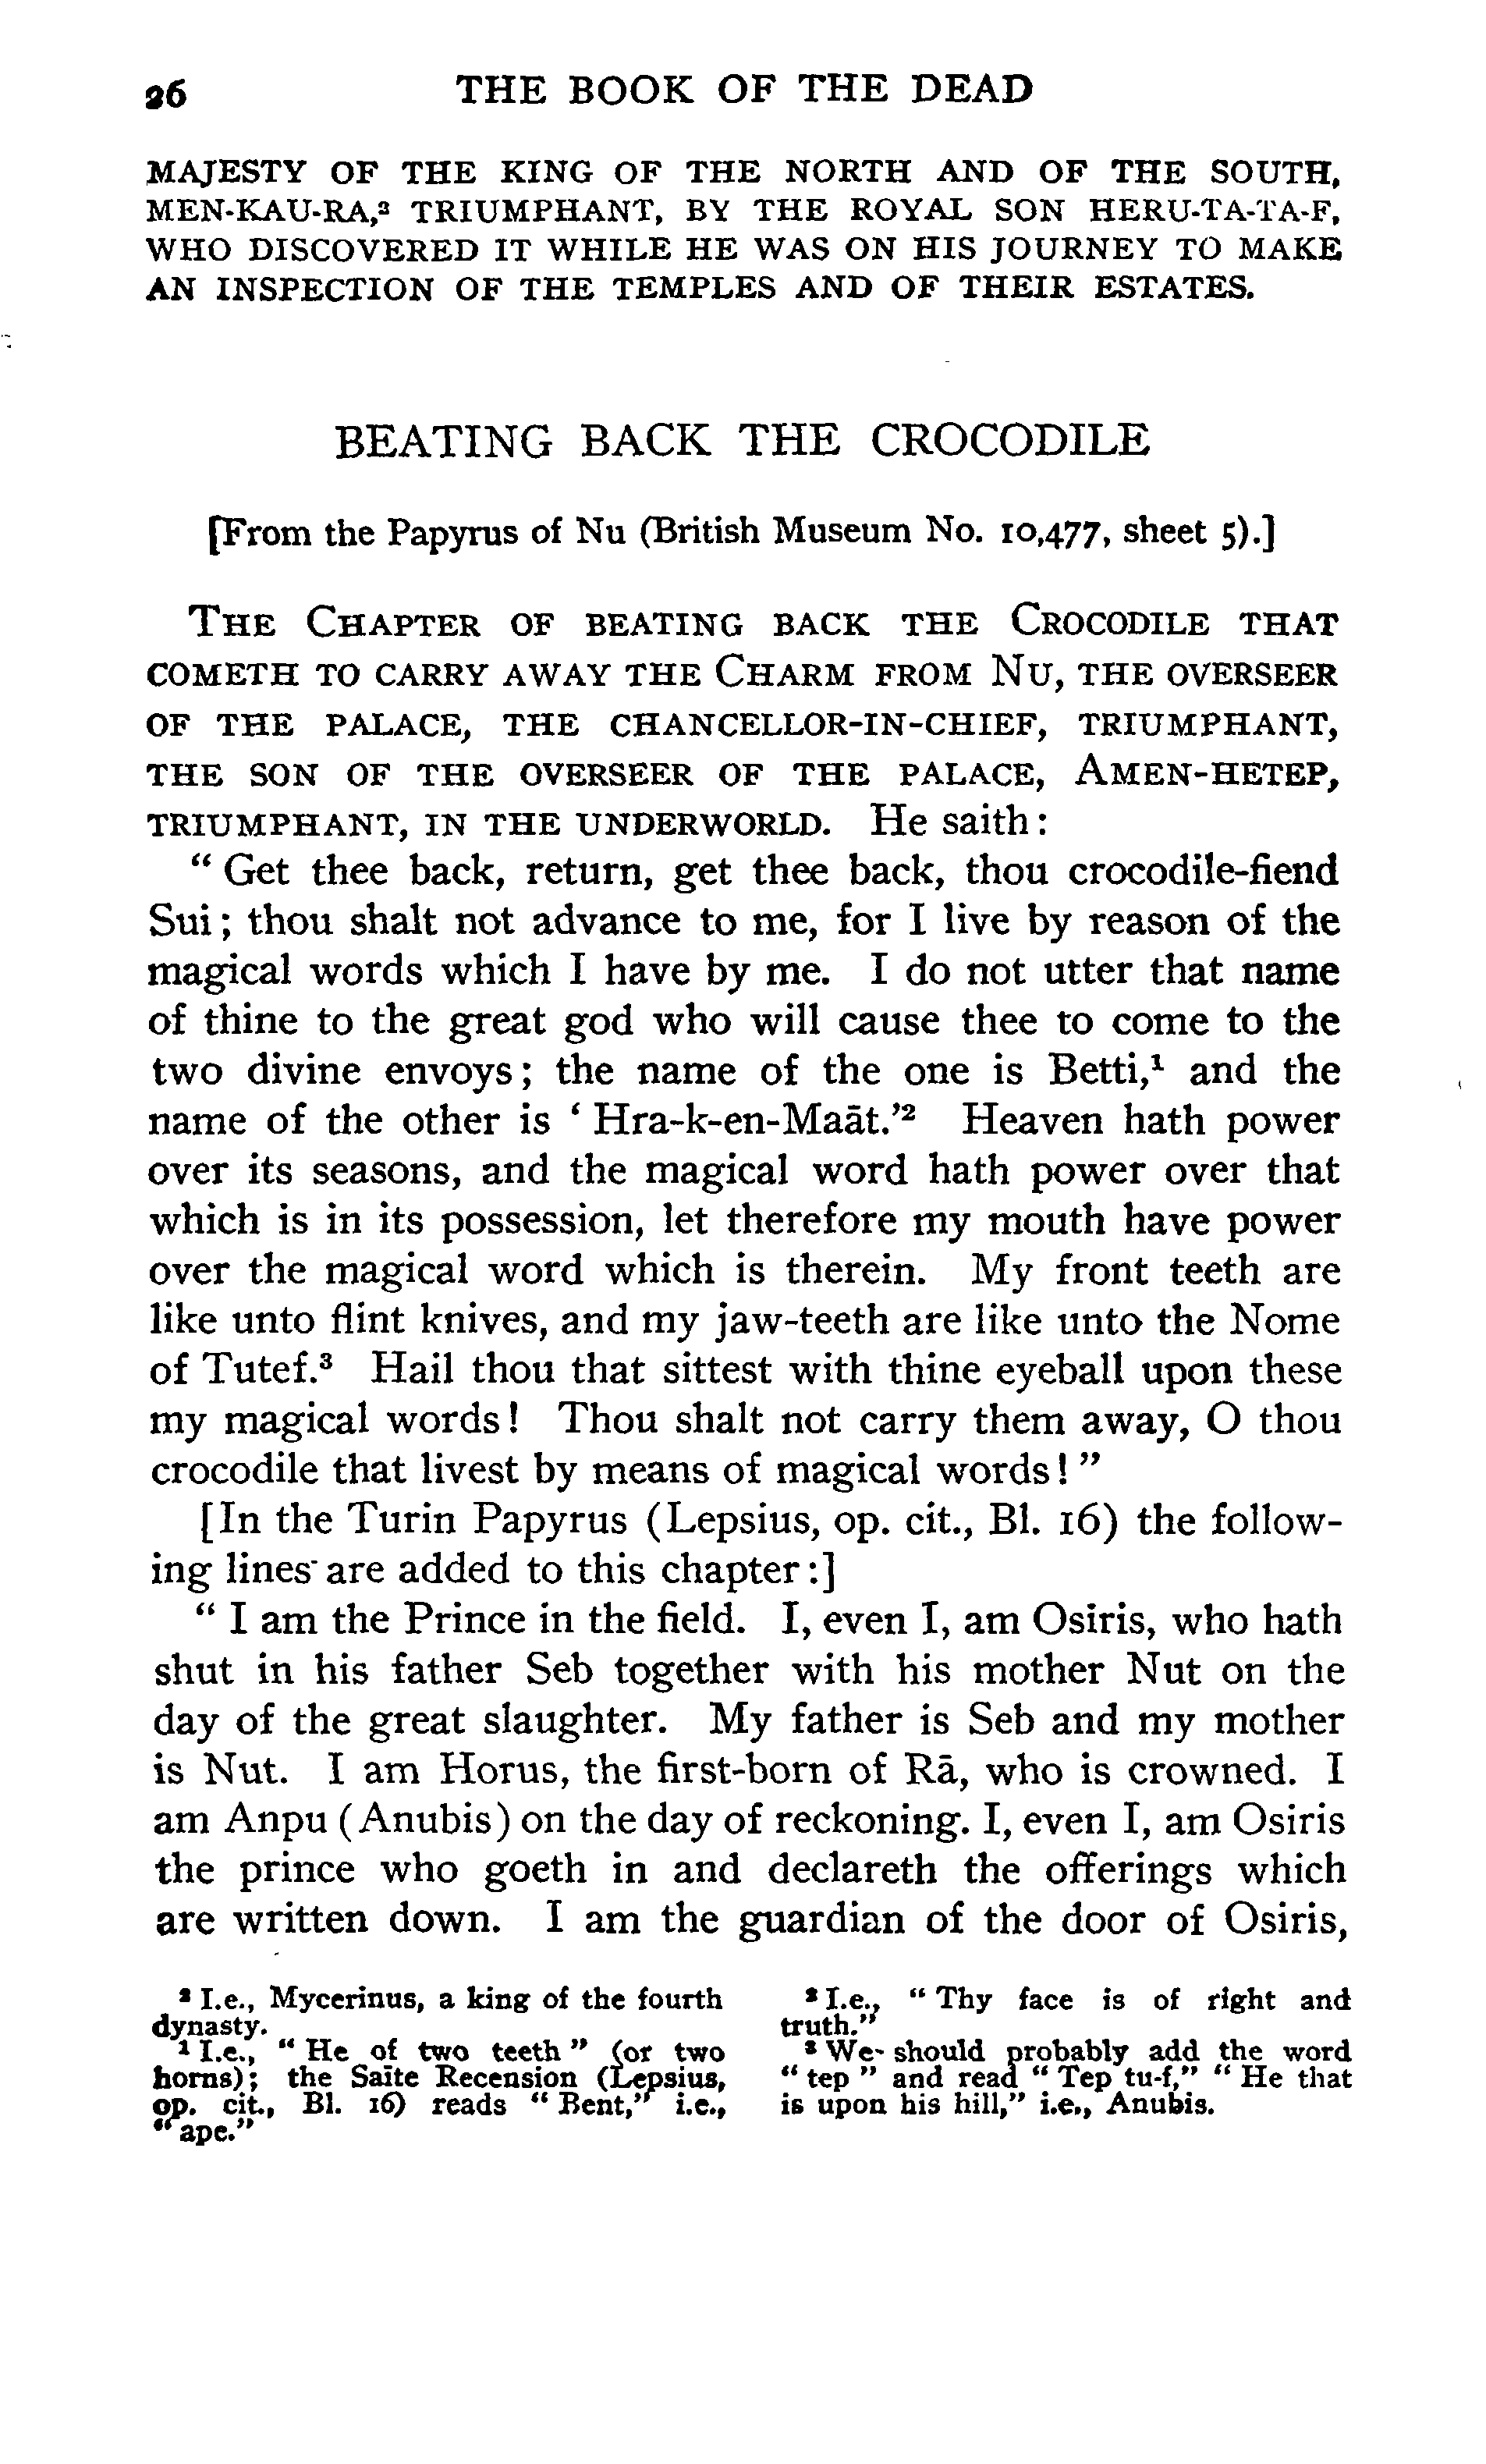 26 THE BOOK OF THE DEAD
MAJESTY OF THE KING OF THE NORTH AND OF THE SOUTH,
MEN-KAU-RA,² TRIUMPHANT, BY THE ROYAL SON HERU-TA-TA-F,
WHO DISCOVERED IT WHILE HE WAS ON HIS JOURNEY TO MAKE
AN INSPECTION OF THE TEMPLES AND OF THEIR ESTATES.
BEATING BACK THE CROCODILE
[From the Papyrus of Nu (British Museum No. 10,477, sheet 5).]
THE CHAPTER OF BEATING BACK THE CROCODILE THAT
COMETH TO CARRY AWAY THE CHARM FROM NU, THE OVERSEER
OF THE PALACE, THE CHANCELLOR-IN-CHIEF, TRIUMPHANT,
THE SON OF THE OVERSEER OF THE PALACE, AMEN-HETEP,
TRIUMPHANT, IN THE UNDERWORLD. He saith:
“Get thee back, return, get thee back, thou crocodile-fiend
Sui; thou shalt not advance to me, for I live by reason of the
magical words which I have by me. I do not utter that name
of thine to the great god who will cause thee to come to the
two divine envoys; the name of the one is Betti,¹ and the
name of the other is ‘Hra-k-en-Maāt.’² Heaven hath power
over its seasons, and the magical word hath power over that
which is in its possession, let therefore my mouth have power
over the magical word which is therein. My front teeth are
like unto flint knives, and my jaw-teeth are like unto the Nome
of Tutef.³ Hail thou that sittest with thine eyeball upon these
my magical words! Thou shalt not carry them away, O thou
crocodile that livest by means of magical words!”
[In the Turin Papyrus (Lepsius, op. cit., Bl. 16) the follow-
ing lines are added to this chapter:]
“I am the Prince in the field. I, even I, am Osiris, who hath
shut in his father Seb together with his mother Nut on the
day of the great slaughter. My father is Seb and my mother
is Nut. I am Horus, the first-born of Rā, who is crowned. I
am Anpu (Anubis) on the day of reckoning. I, even I, am Osiris
the prince who goeth in and declareth the offerings which
are written down. I am the guardian of the door of Osiris,
² I.e., Mycerinus, a king of the fourth
dynasty.
¹ I.e., “He of two teeth” (or two
horns); the Saïte Recension (Lepsius,
op. cit., Bl. 16) reads “Bent,” i.e.,
“ape.”
² I.e., “Thy face is of right and
truth.”
³ We should probably add the word
“tep” and read “Tep tu-f,” “He that
is upon his hill,” i.e., Anubis.